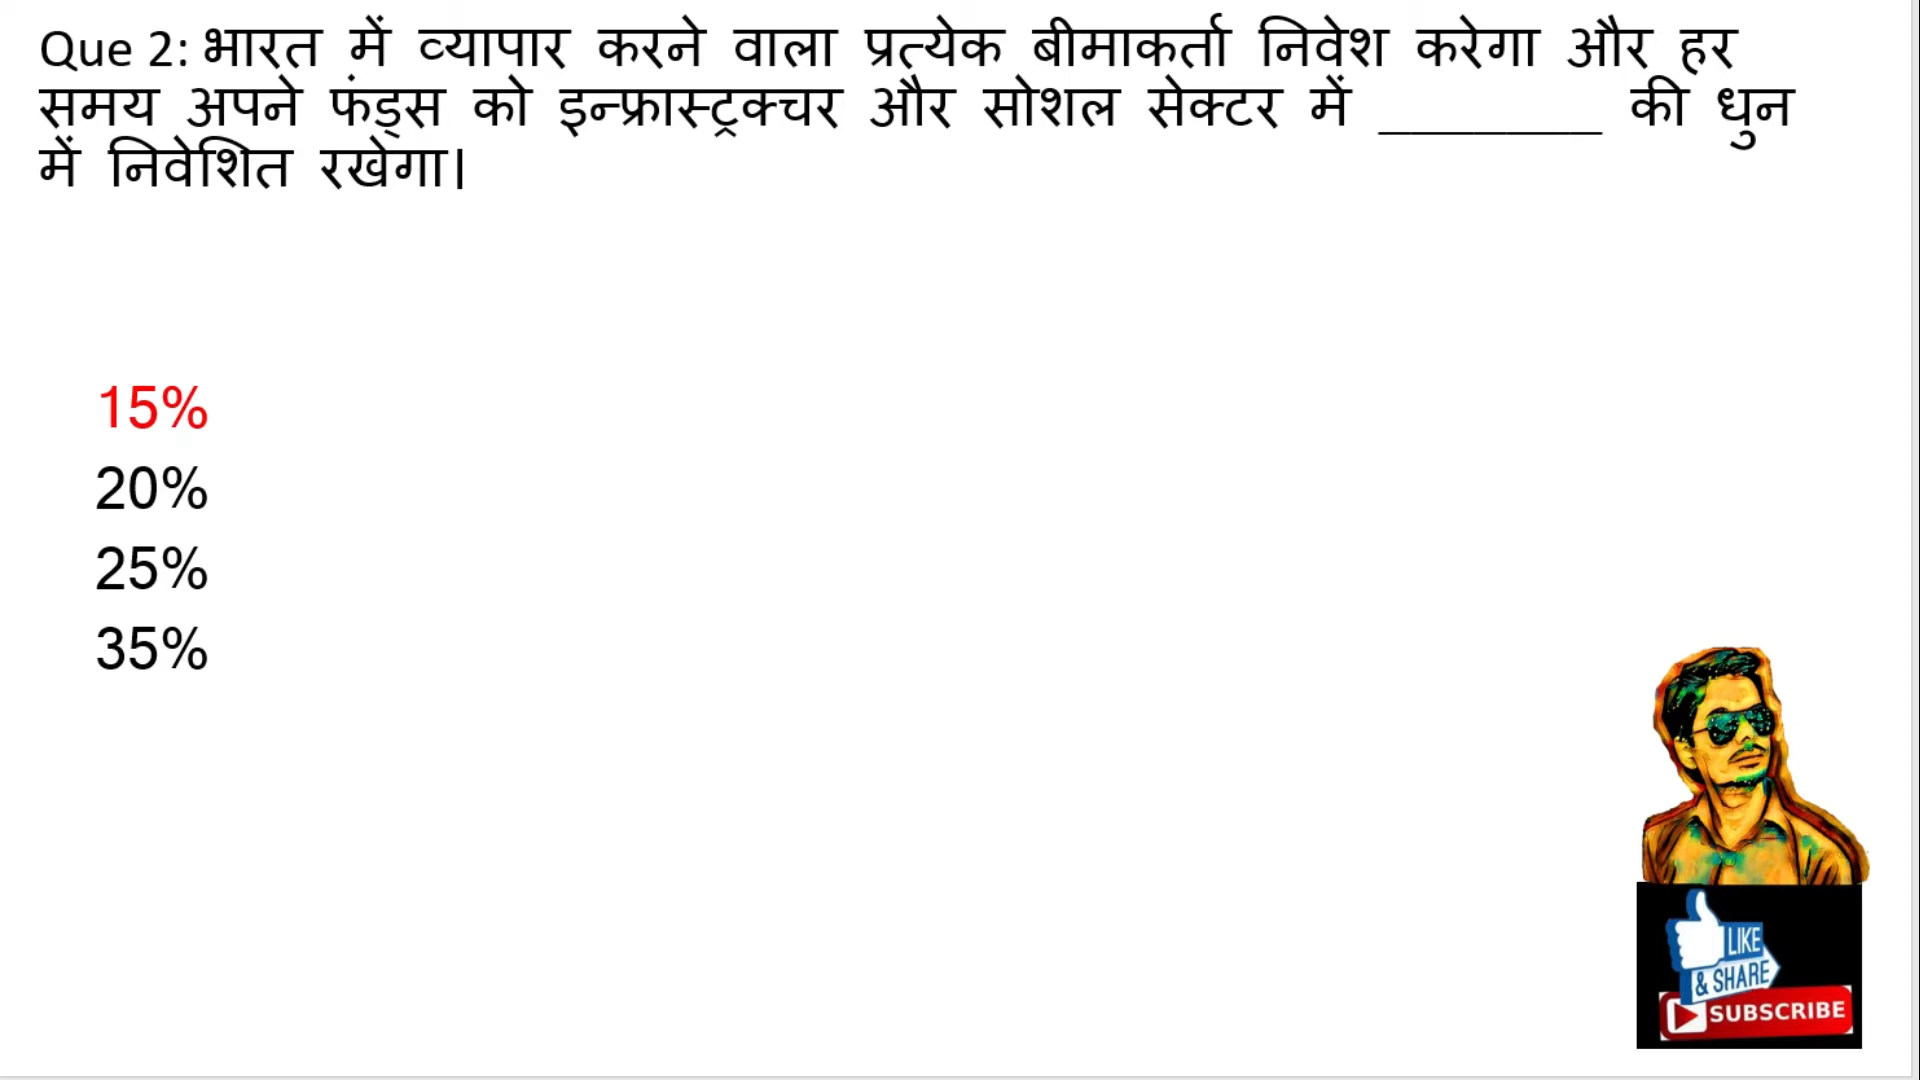 Que 2: भारत में व्यापार करने वाला प्रत्येक बीमाकर्ता निवेश करेगा और हर
समय अपने फंड्स को इन्फ्रास्ट्रक्चर और सोशल सेक्टर में ________ की धुन
में निवेशित रखेगा।
15%
20%
25%
35%
LIKE
& SHARE
SUBSCRIBE